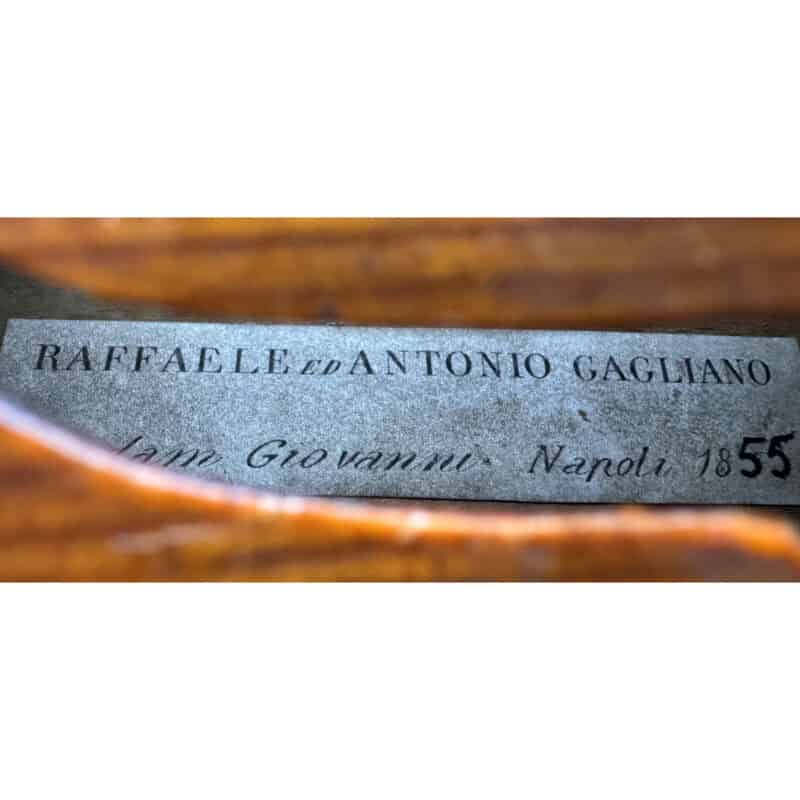 RAFFAELE ED ANTONIO GAGLIANO
Giovanni. Napoli 1855